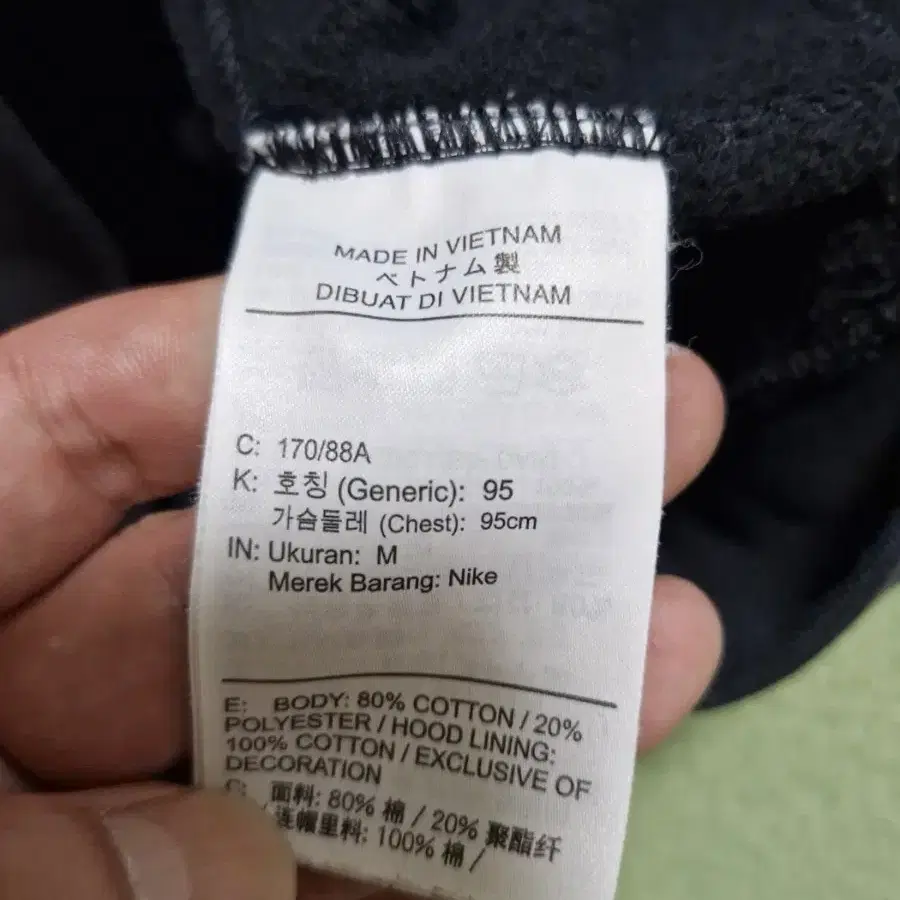 MADE IN VIETNAM
ベトナム製
DIBUAT DI VIETNAM
C: 170/88A
K: 호칭 (Generic): 95
가슴둘레 (Chest): 95cm
IN: Ukuran: M
Merek Barang: Nike
E: BODY: 80% COTTON / 20%
POLYESTER / HOOD LINING:
100% COTTON / EXCLUSIVE OF
DECORATION
C: 面料: 80% 棉 / 20% 聚酯纤
连帽里料: 100% 棉 /